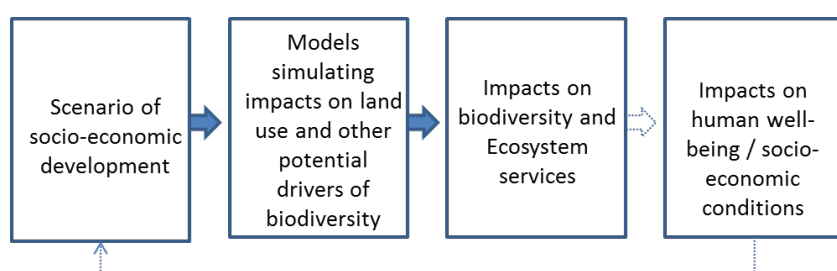 Scenario of
socio-economic
development
Models
simulating
impacts on land
use and other
potential
drivers of
biodiversity
Impacts on
biodiversity and
Ecosystem
services
Impacts on
human well-
being / socio-
economic
conditions